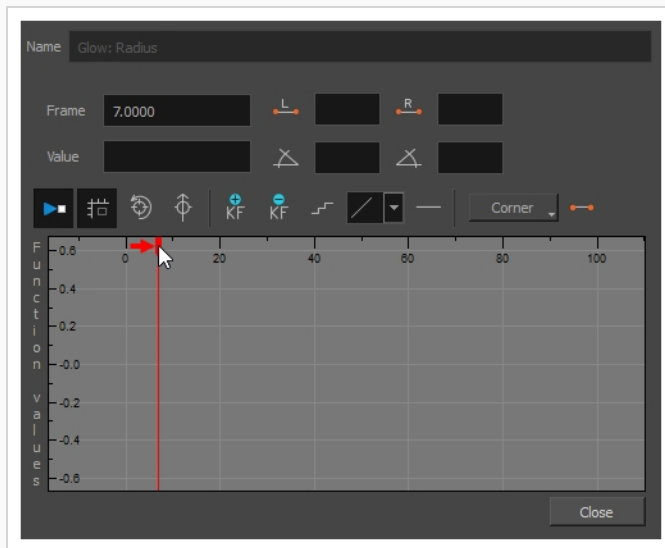 Name Glow: Radius
Frame 7.0000 L R
Value
KF KF Corner
Function values
-0.6
0 20 40 60 80 100
-0.4
-0.2
-0.0
-0.2
-0.4
-0.6
Close